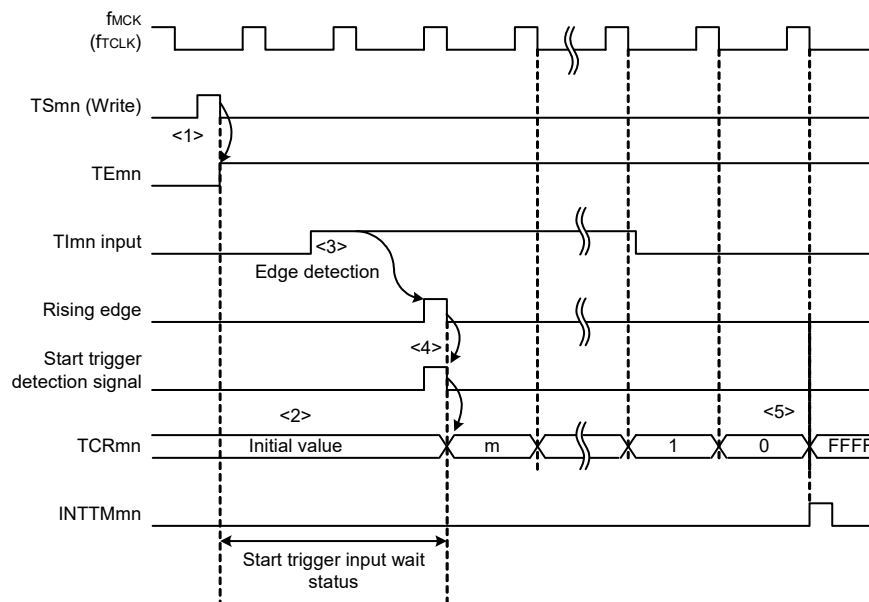 fMCK
(fTCLK)
TSmn (Write)
<1>
TEmn
TImn input
<3>
Edge detection
Rising edge
<4>
Start trigger
detection signal
<2>
<5>
TCRmn
Initial value
m
1
0
FFFF
INTTMmn
Start trigger input wait
status